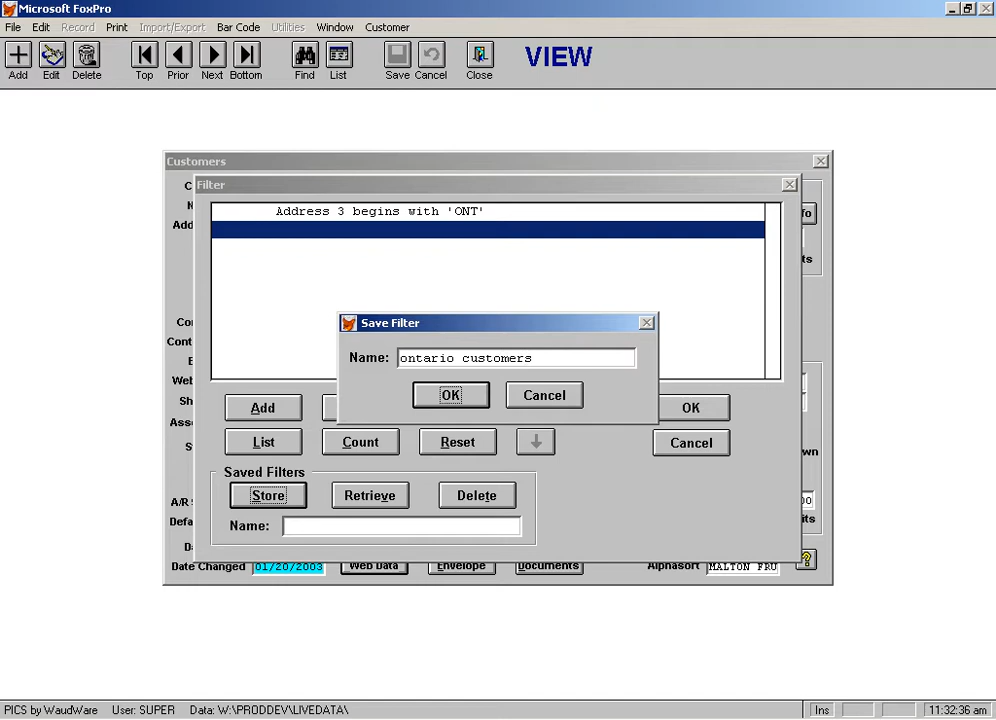 Microsoft FoxPro
File Edit Record Print Import/Export Bar Code Utilities Window Customer
Add Edit Delete Top Prior Next Bottom Find List Save Cancel Close
VIEW
Customers
Filter
Address 3 begins with 'ONT'
Save Filter
Name: ontario customers
OK Cancel
Add OK
List Count Reset Cancel
Saved Filters
Store Retrieve Delete
Name:
Date Changed 01/20/2003 Web Data Envelope Documents Alphasort MALTON FRU
PICS by WaudWare User: SUPER Data: W:\PRODDEV\LIVEDATA\ Ins 11:32:36 am